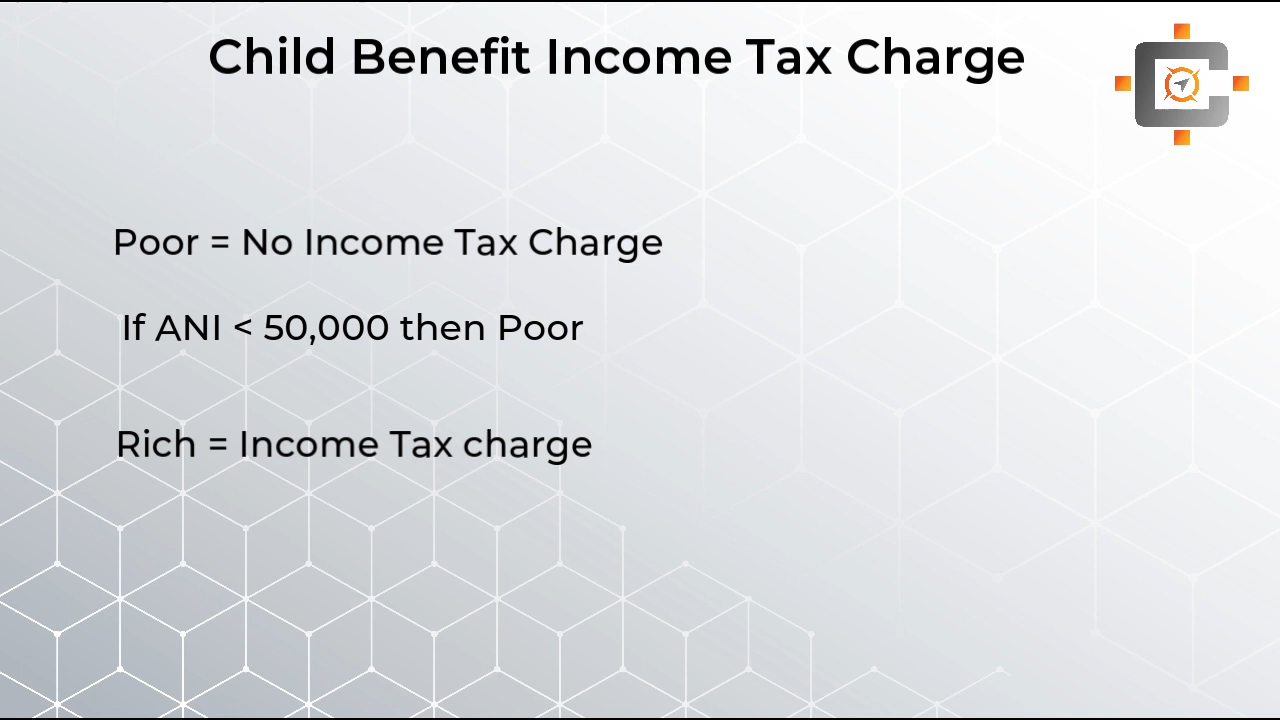 Child Benefit Income Tax Charge
Poor = No Income Tax Charge
If ANI < 50,000 then Poor
Rich = Income Tax charge